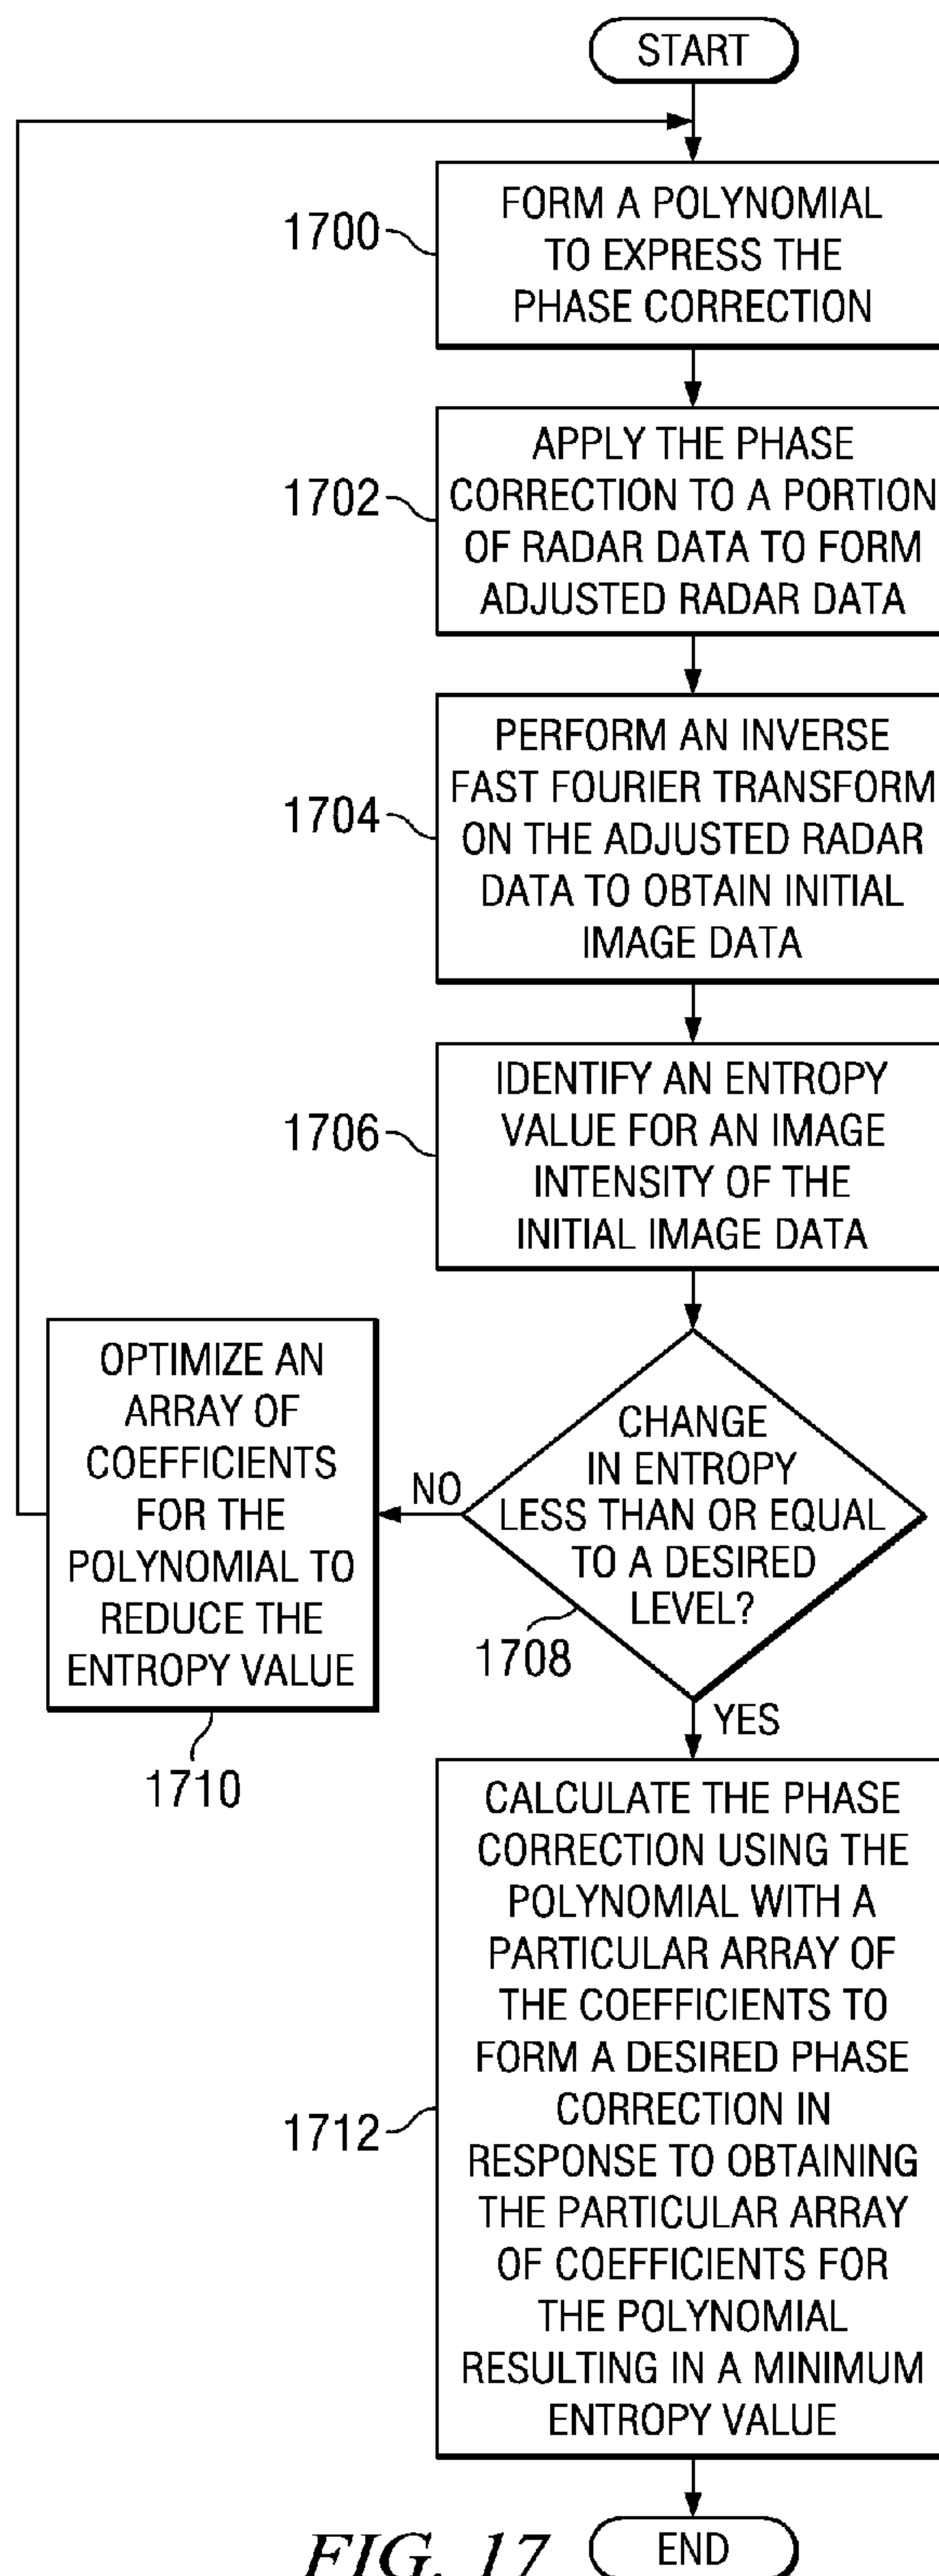 START
1700
FORM A POLYNOMIAL
TO EXPRESS THE
PHASE CORRECTION
1702
APPLY THE PHASE
CORRECTION TO A PORTION
OF RADAR DATA TO FORM
ADJUSTED RADAR DATA
1704
PERFORM AN INVERSE
FAST FOURIER TRANSFORM
ON THE ADJUSTED RADAR
DATA TO OBTAIN INITIAL
IMAGE DATA
1706
IDENTIFY AN ENTROPY
VALUE FOR AN IMAGE
INTENSITY OF THE
INITIAL IMAGE DATA
CHANGE
IN ENTROPY
LESS THAN OR EQUAL
TO A DESIRED
LEVEL?
1708
NO
OPTIMIZE AN
ARRAY OF
COEFFICIENTS
FOR THE
POLYNOMIAL TO
REDUCE THE
ENTROPY VALUE
1710
YES
1712
CALCULATE THE PHASE
CORRECTION USING THE
POLYNOMIAL WITH A
PARTICULAR ARRAY OF
THE COEFFICIENTS TO
FORM A DESIRED PHASE
CORRECTION IN
RESPONSE TO OBTAINING
THE PARTICULAR ARRAY
OF COEFFICIENTS FOR
THE POLYNOMIAL
RESULTING IN A MINIMUM
ENTROPY VALUE
END
FIG. 17